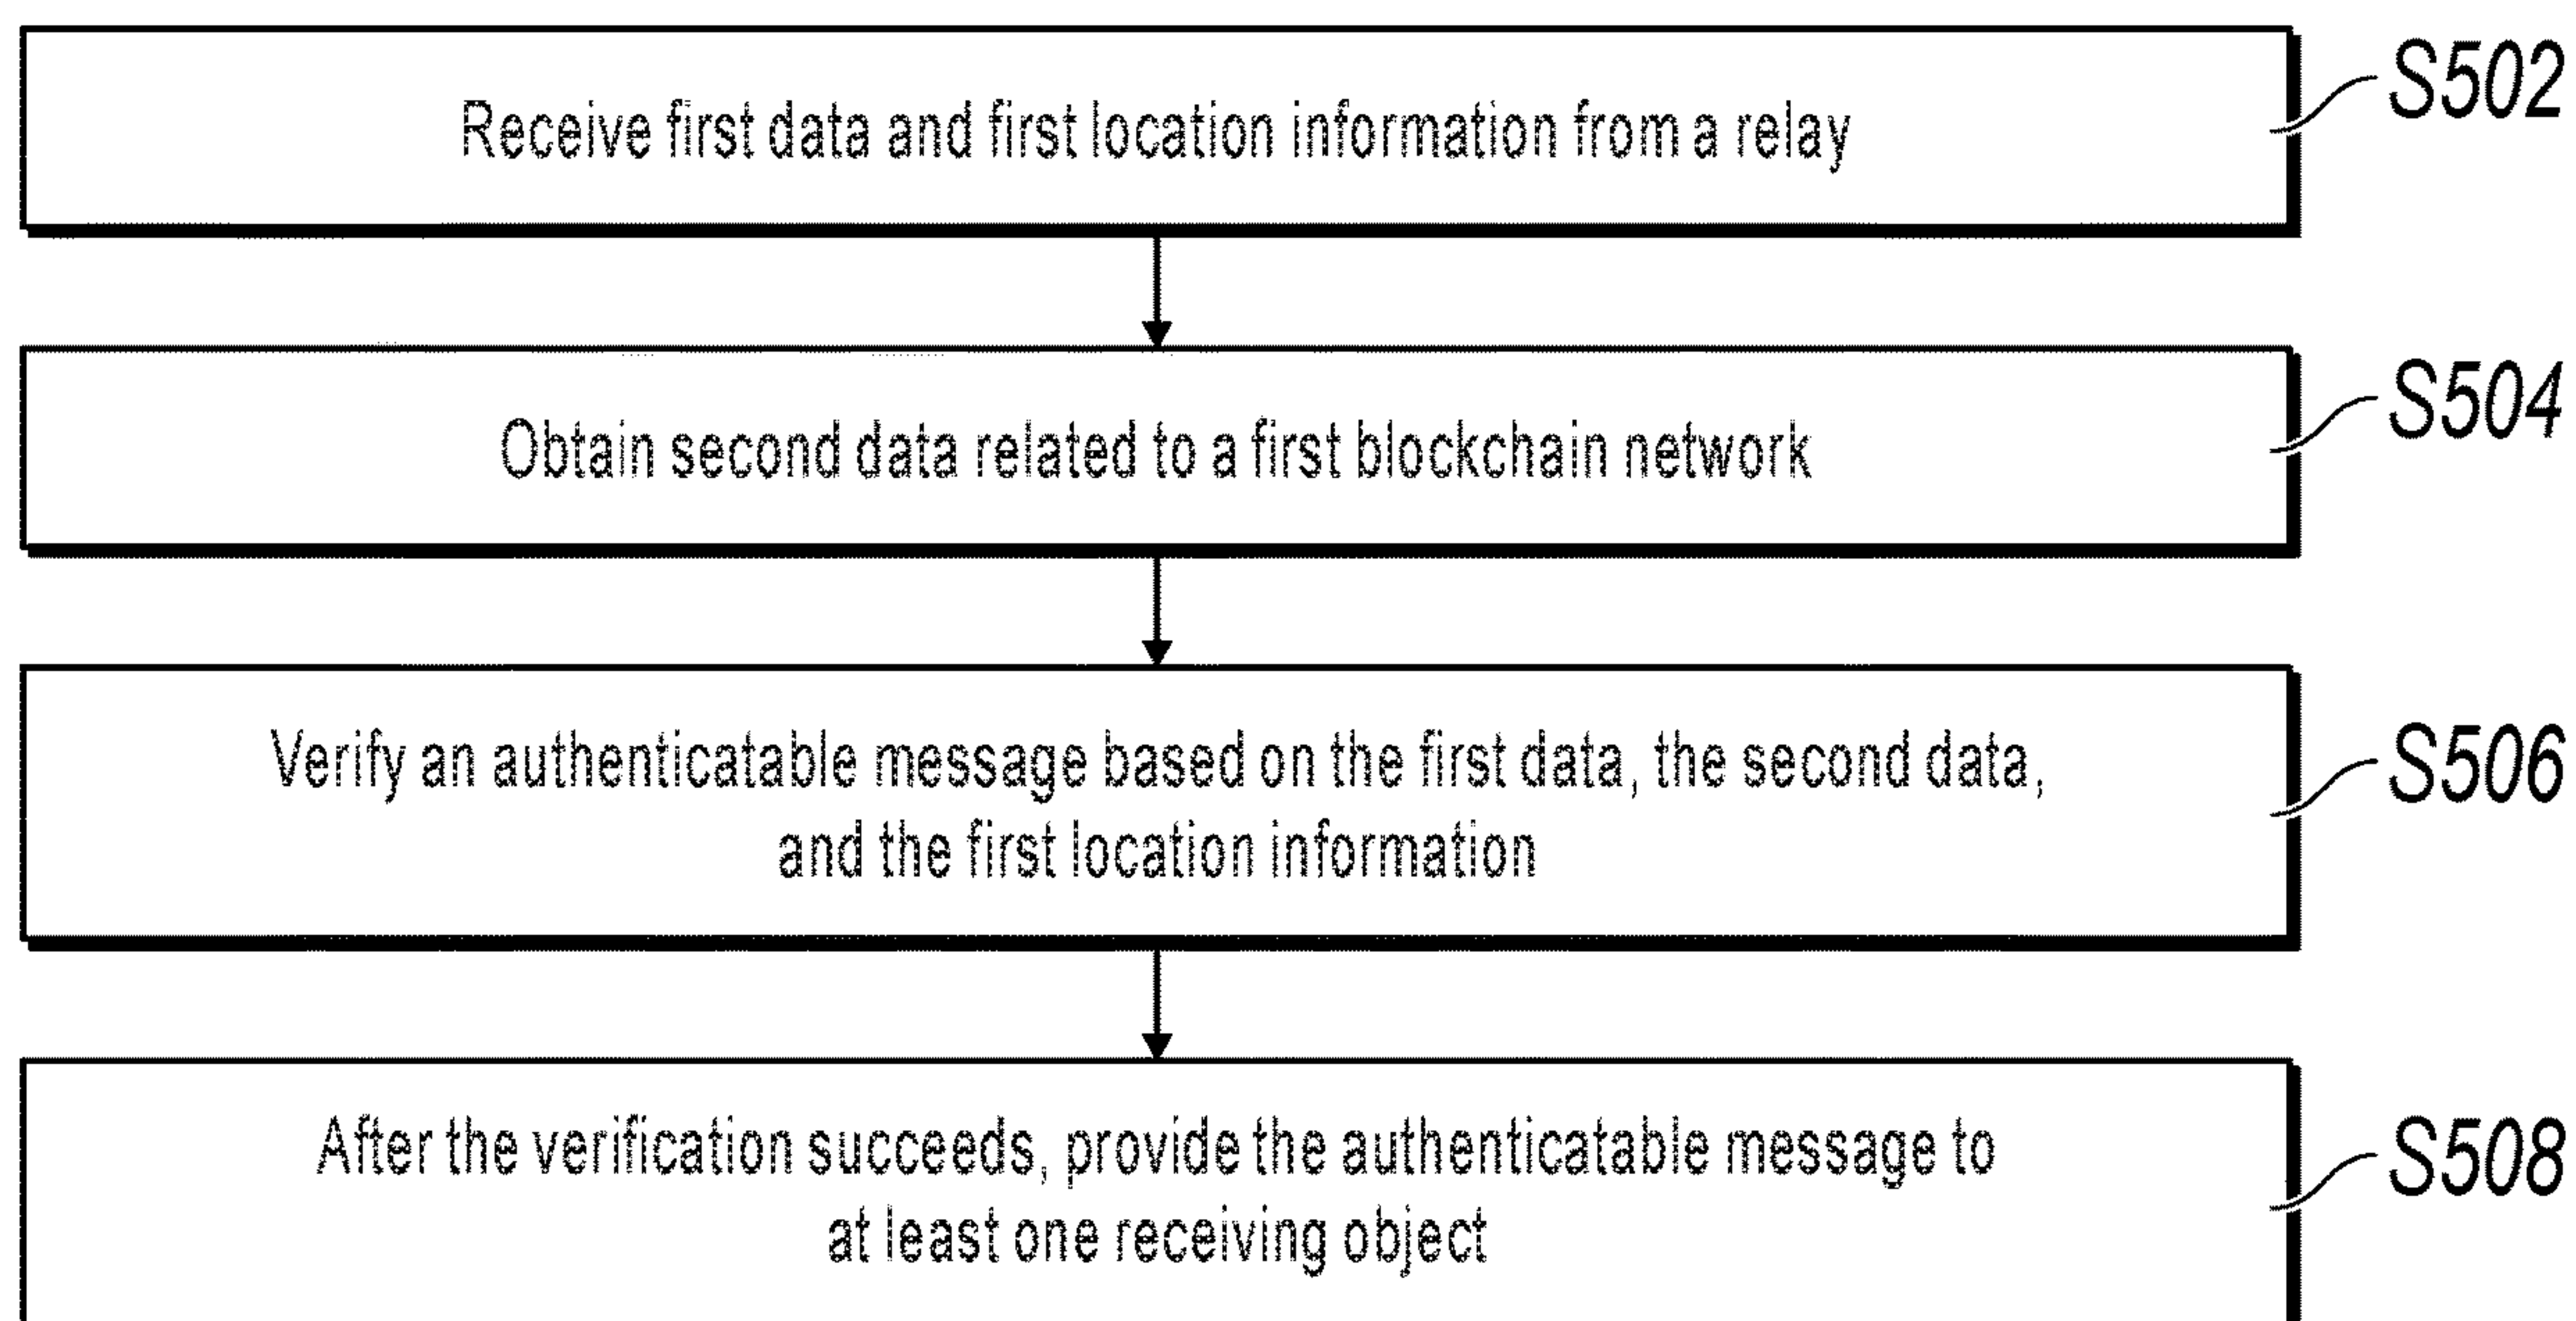 Receive first data and first location information from a relay
S502
Obtain second data related to a first blockchain network
S504
Verify an authenticatable message based on the first data, the second data,
and the first location information
S506
After the verification succeeds, provide the authenticatable message to
at least one receiving object
S508